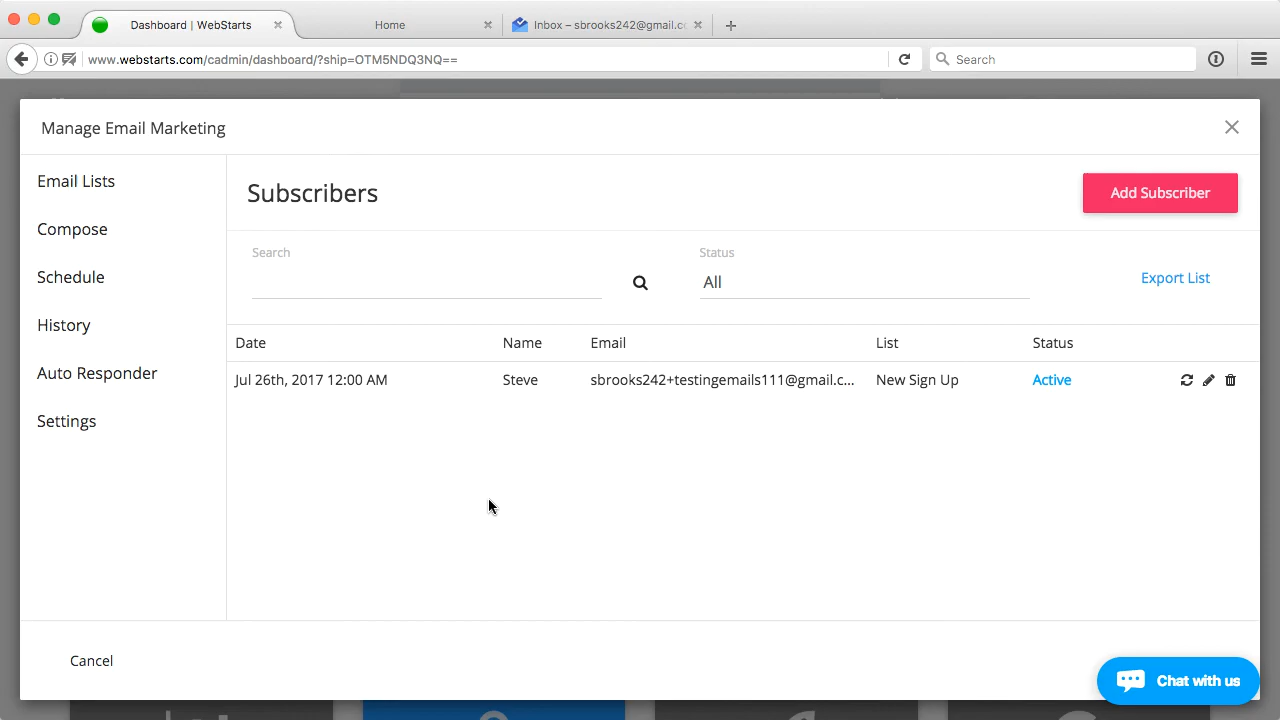 Dashboard | WebStarts
Home
Inbox – sbrooks242@gmail.c
www.webstarts.com/cadmin/dashboard/?ship=OTM5NDQ3NQ==
Search
Manage Email Marketing
Email Lists
Compose
Schedule
History
Auto Responder
Settings
Subscribers
Add Subscriber
Search
Status
All
Export List
Date Name Email List Status
Jul 26th, 2017 12:00 AM Steve sbrooks242+testingemails111@gmail.c... New Sign Up Active
Cancel
Chat with us